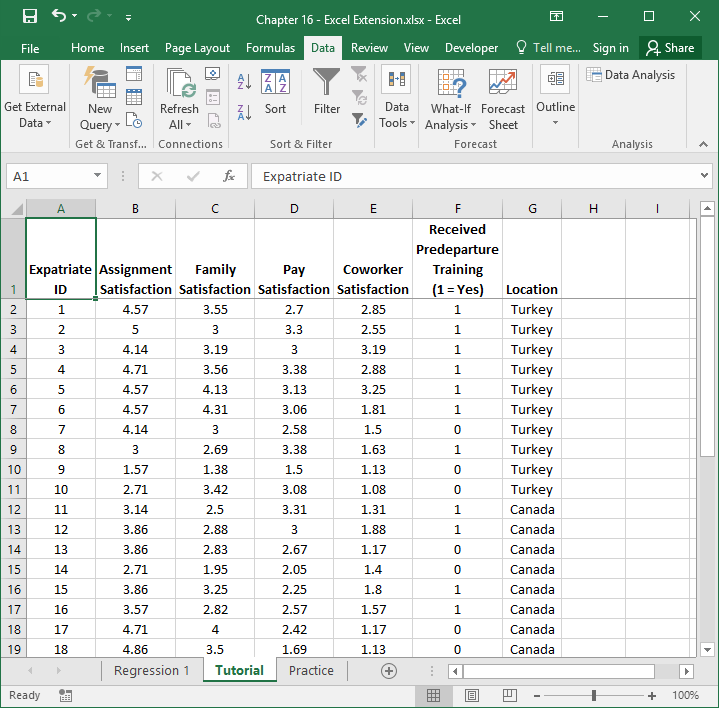 Chapter 16 - Excel Extension.xlsx - Excel
File Home Insert Page Layout Formulas Data Review View Developer Tell me... Sign in Share
Get External Data
New Query
Get & Transf...
Refresh All
Connections
Sort
Filter
Sort & Filter
Data Tools
What-If Analysis
Forecast Sheet
Forecast
Outline
Data Analysis
Analysis
A1 fx Expatriate ID
A B C D E F G H I
1 Expatriate ID Assignment Satisfaction Family Satisfaction Pay Satisfaction Coworker Satisfaction Received Predeparture Training (1 = Yes) Location
2 1 4.57 3.55 2.7 2.85 1 Turkey
3 2 5 3 3.3 2.55 1 Turkey
4 3 4.14 3.19 3 3.19 1 Turkey
5 4 4.71 3.56 3.38 2.88 1 Turkey
6 5 4.57 4.13 3.13 3.25 1 Turkey
7 6 4.57 4.31 3.06 1.81 1 Turkey
8 7 4.14 3 2.58 1.5 0 Turkey
9 8 3 2.69 3.38 1.63 1 Turkey
10 9 1.57 1.38 1.5 1.13 0 Turkey
11 10 2.71 3.42 3.08 1.08 0 Turkey
12 11 3.14 2.5 3.31 1.31 1 Canada
13 12 3.86 2.88 3 1.88 1 Canada
14 13 3.86 2.83 2.67 1.17 0 Canada
15 14 2.71 1.95 2.05 1.4 0 Canada
16 15 3.86 3.25 2.25 1.8 1 Canada
17 16 3.57 2.82 2.57 1.57 1 Canada
18 17 4.71 4 2.42 1.17 0 Canada
19 18 4.86 3.5 1.69 1.13 0 Canada
Regression 1 Tutorial Practice
Ready 100%